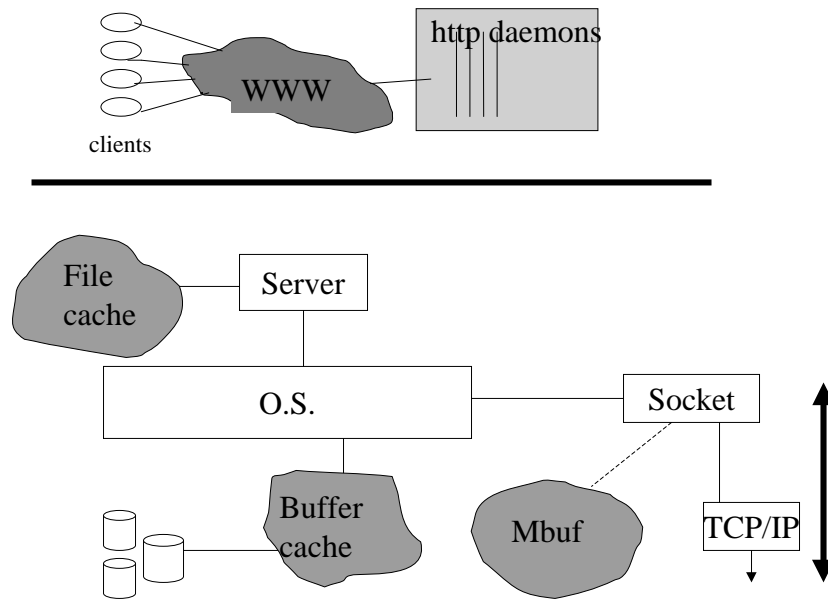 http daemons
WWW
clients
File
cache
Server
O.S.
Socket
Buffer
cache
Mbuf
TCP/IP